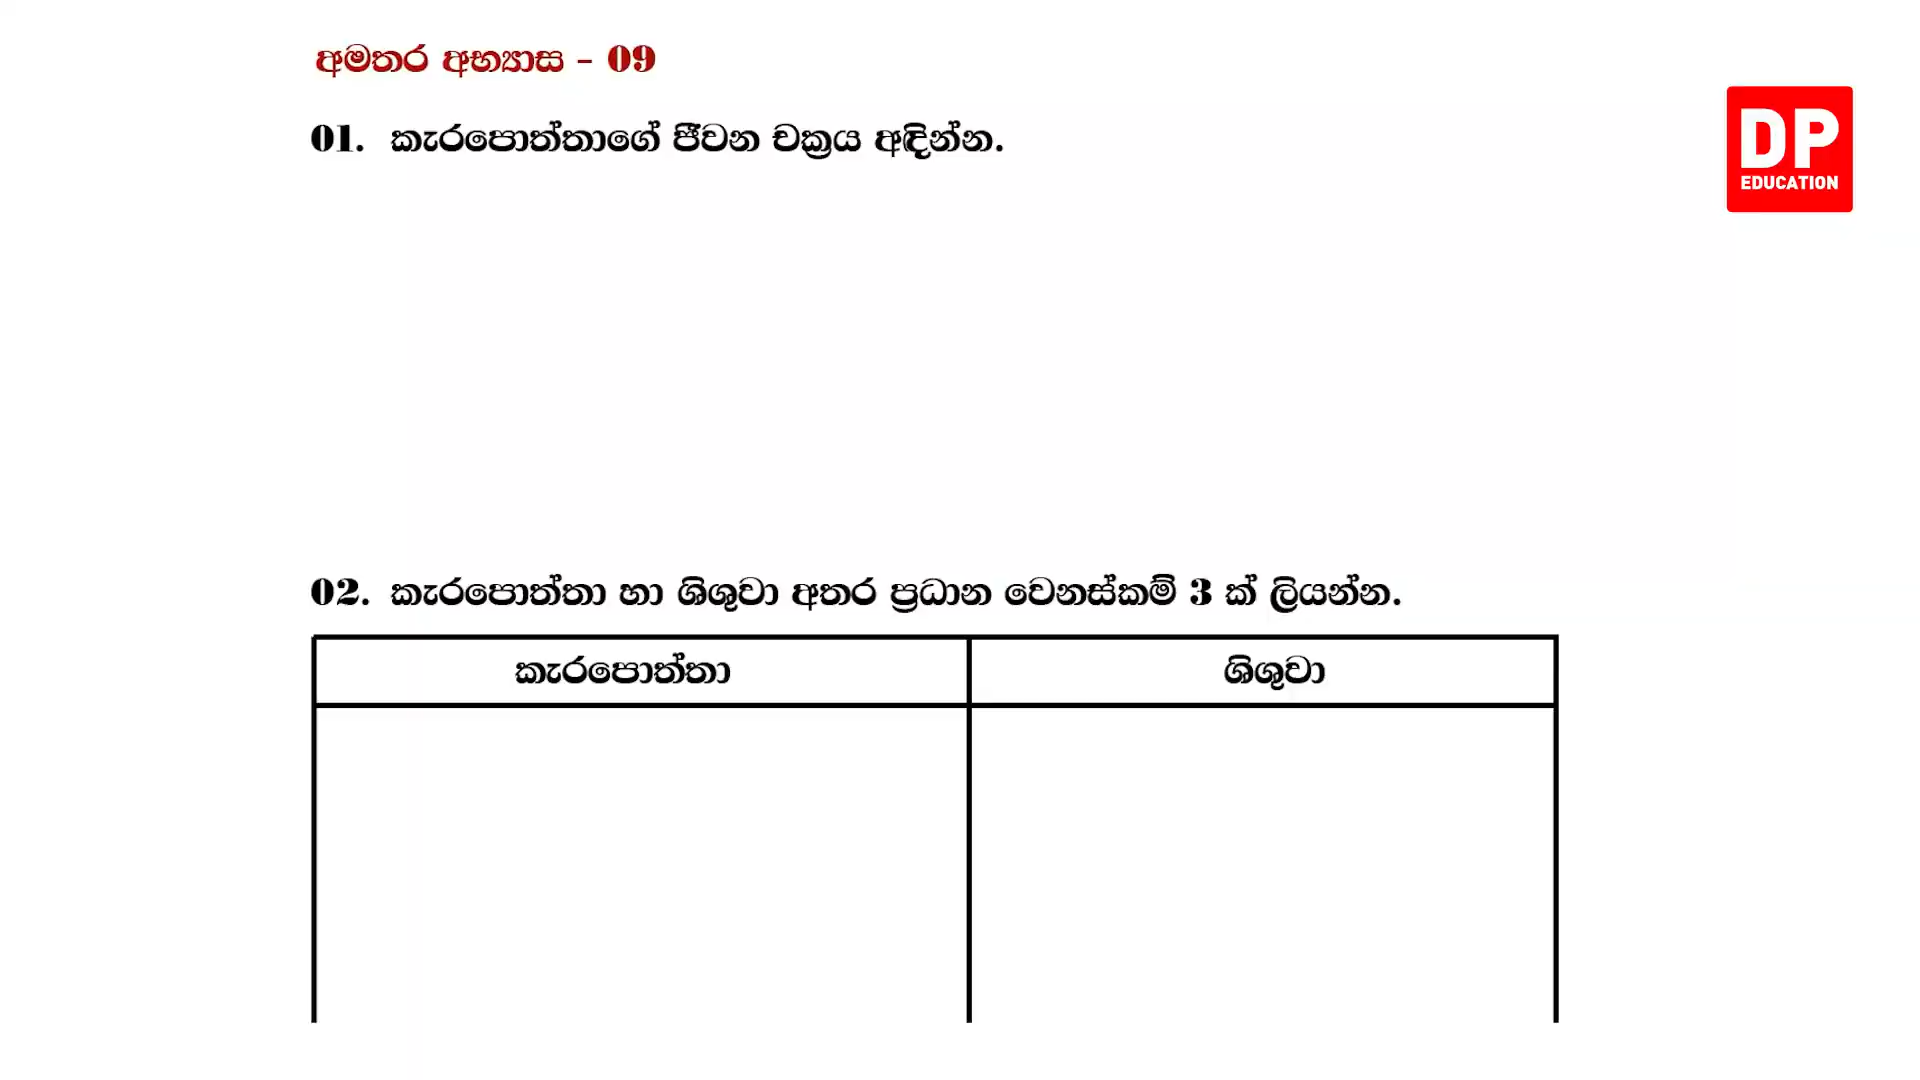 අමතර අභ්‍යාස - 09
01. කැරපොත්තාගේ ජීවන චක්‍රය අඳින්න.
DP
EDUCATION
02. කැරපොත්තා හා ශිශුවා අතර ප්‍රධාන වෙනස්කම් 3 ක් ලියන්න.
කැරපොත්තා
ශිශුවා